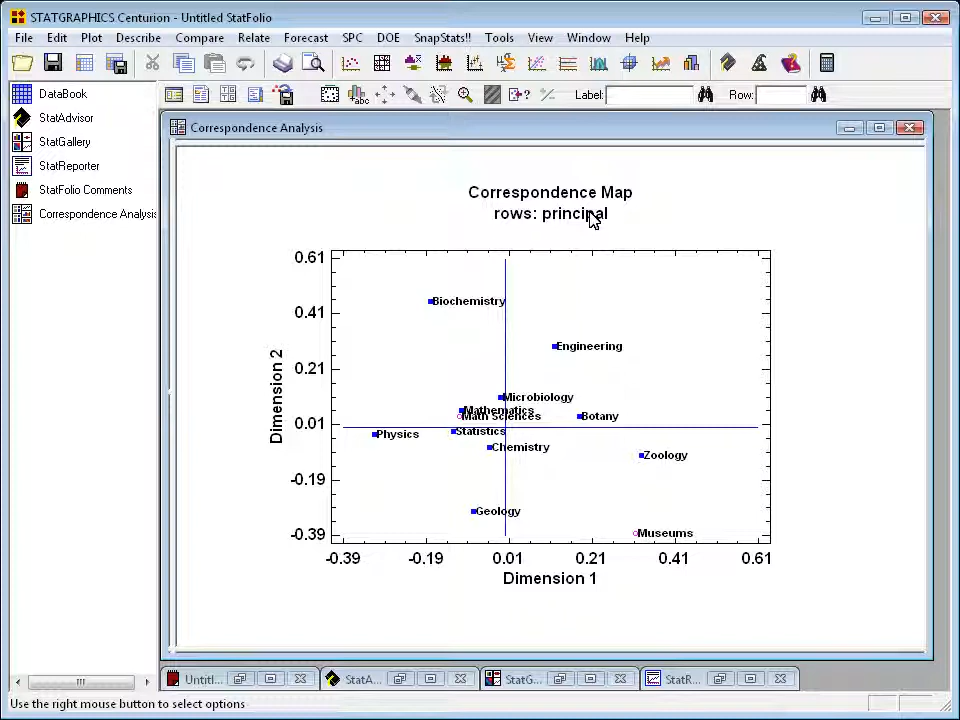 STATGRAPHICS Centurion - Untitled StatFolio
File Edit Plot Describe Compare Relate Forecast SPC DOE SnapStats!! Tools View Window Help
abc Label: Row:
DataBook
StatAdvisor
StatGallery
StatReporter
StatFolio Comments
Correspondence Analysis
Correspondence Analysis
Correspondence Map
rows: principal
0.61
0.41
0.21
0.01
-0.19
-0.39
Dimension 2
Biochemistry
Engineering
Microbiology
Mathematics
Math Sciences
Botany
Statistics
Physics
Chemistry
Zoology
Geology
Museums
-0.39 -0.19 0.01 0.21 0.41 0.61
Dimension 1
Untitl... StatA... StatG... StatR...
Use the right mouse button to select options